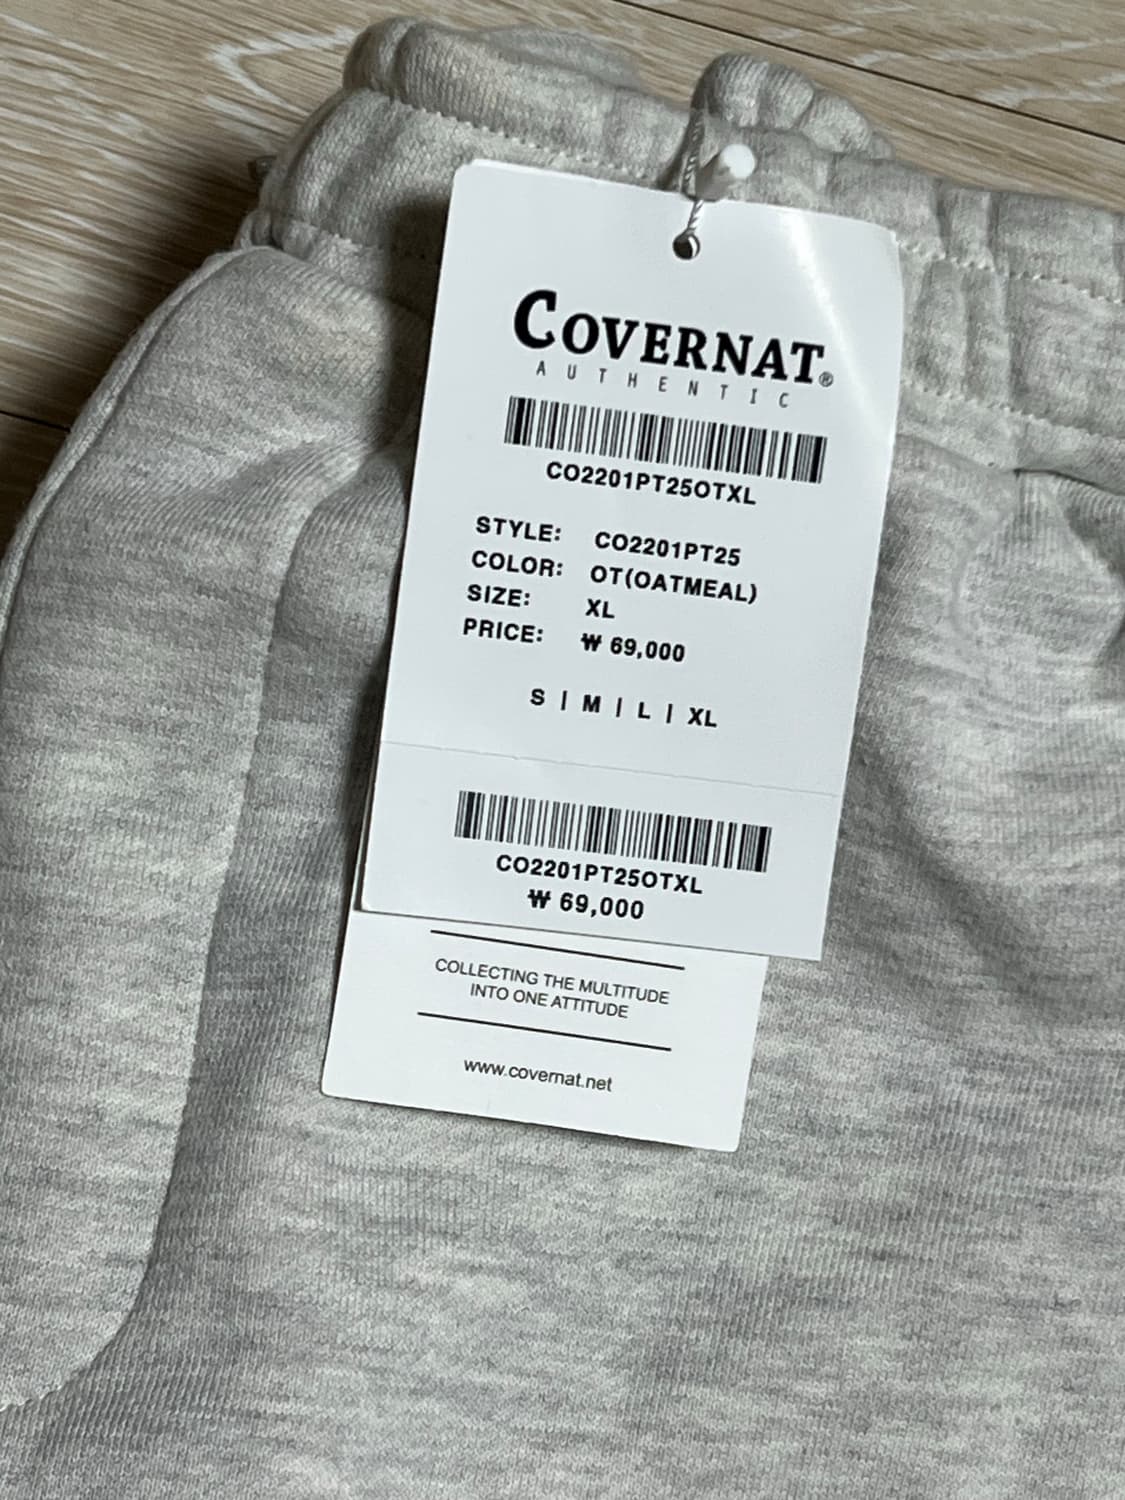 COVERNAT®
AUTHENTIC
CO2201PT25OTXL
STYLE: CO2201PT25
COLOR: OT(OATMEAL)
SIZE: XL
PRICE: ₩ 69,000
S | M | L | XL
CO2201PT25OTXL
₩ 69,000
COLLECTING THE MULTITUDE
INTO ONE ATTITUDE
www.covernat.net